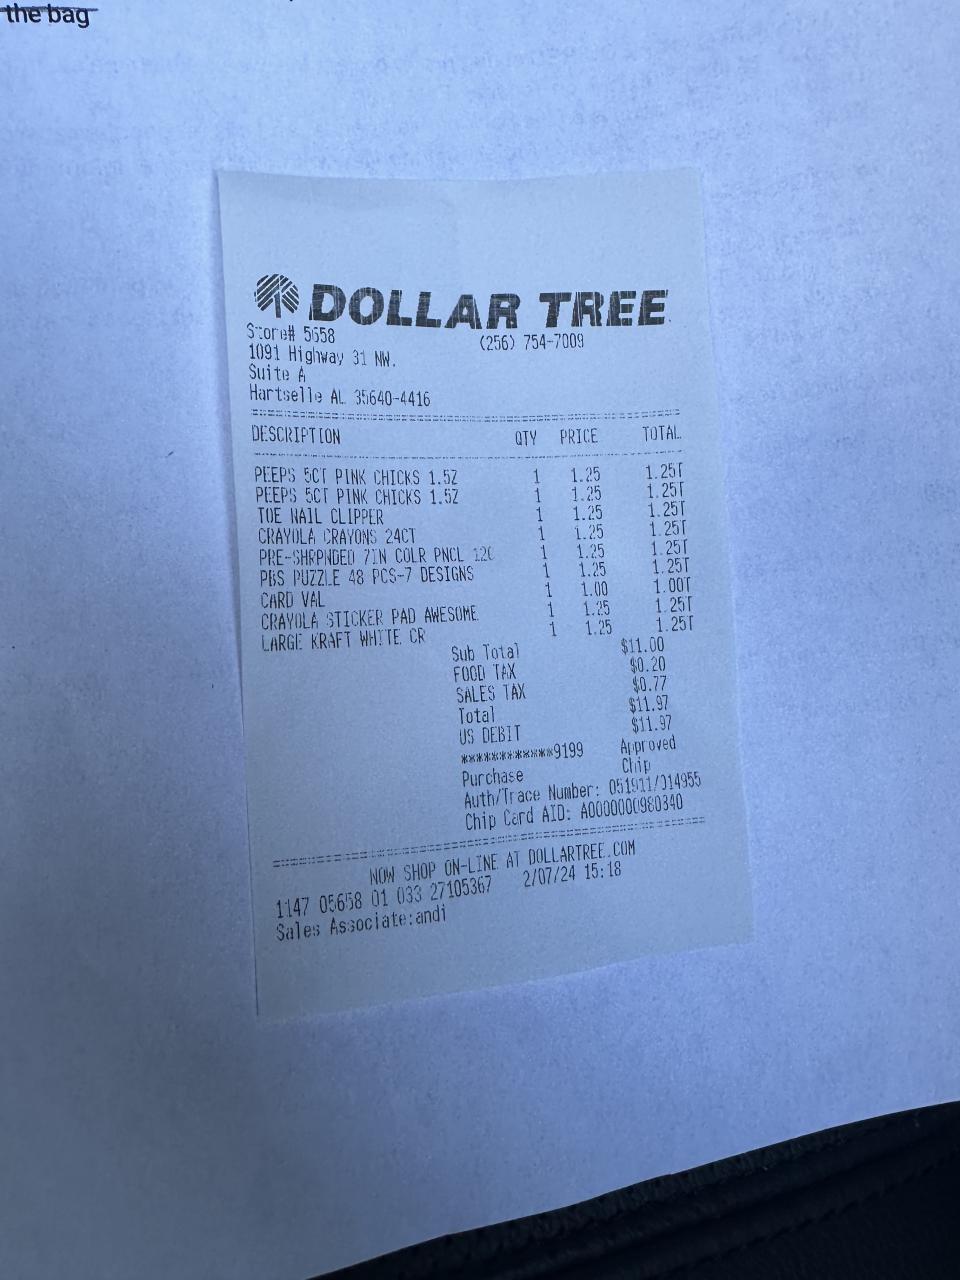 the bag
DOLLAR TREE
Store# 5658 (256) 754-7009
1091 Highway 31 NW.
Suite A
Hartselle AL 35640-4416
DESCRIPTION QTY PRICE TOTAL
PEEPS 5CT PINK CHICKS 1.5Z 1 1.25 1.25T
PEEPS 5CT PINK CHICKS 1.5Z 1 1.25 1.25T
TOE NAIL CLIPPER 1 1.25 1.25T
CRAYOLA CRAYONS 24CT 1 1.25 1.25T
PRE-SHRPNDED 7IN COLR PNCL 12C 1 1.25 1.25T
PBS PUZZLE 48 PCS-7 DESIGNS 1 1.25 1.25T
CARD VAL 1 1.00 1.00T
CRAYOLA STICKER PAD AWESOME 1 1.25 1.25T
LARGE KRAFT WHITE CR 1 1.25 1.25T
Sub Total $11.00
FOOD TAX $0.20
SALES TAX $0.77
Total $11.97
US DEBIT $11.97
************9199 Approved
Purchase Chip
Auth/Trace Number: 051911/014955
Chip Card AID: A0000000980840
NOW SHOP ON-LINE AT DOLLARTREE.COM
1147 05658 01 033 27105367 2/07/24 15:18
Sales Associate:andi